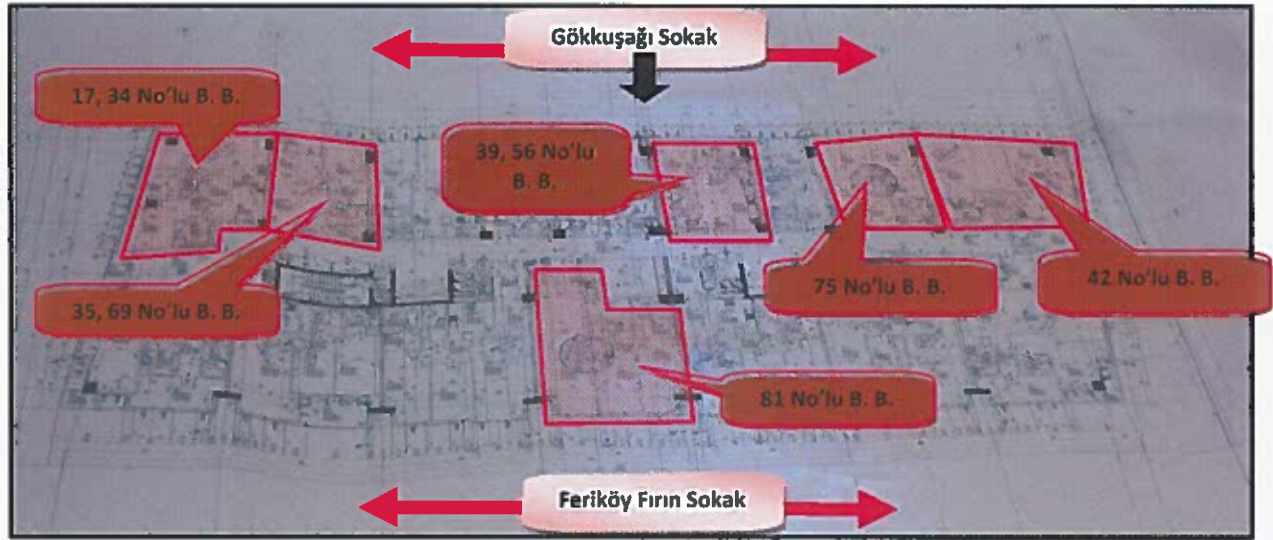 Gökkuşağı Sokak
17, 34 No'lu B. B.
39, 56 No'lu
B. B.
35, 69 No'lu B. B.
75 No'lu B. B.
42 No'lu B. B.
81 No'lu B. B.
Feriköy Fırın Sokak